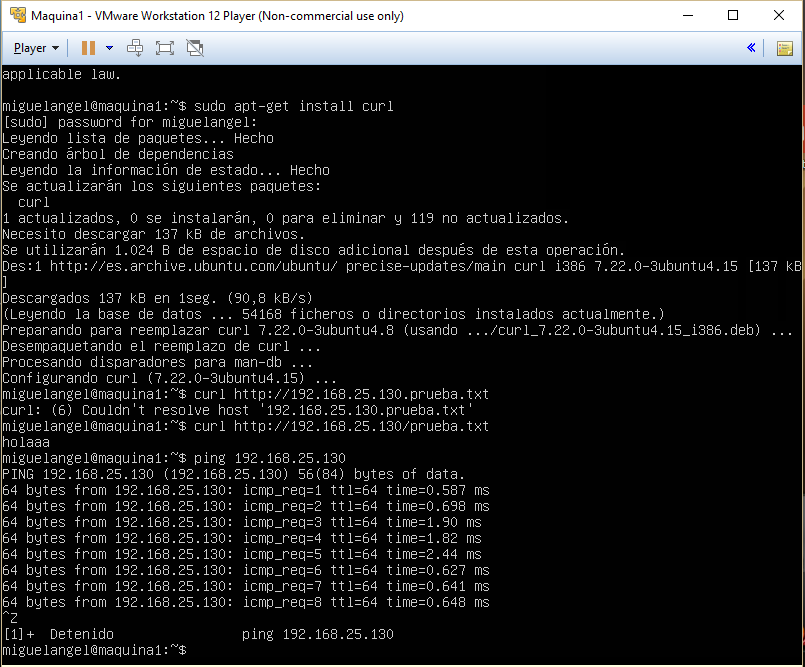 Maquina1 - VMware Workstation 12 Player (Non-commercial use only)
Player
applicable law.
miguelangel@maquina1:~$ sudo apt-get install curl
[sudo] password for miguelangel:
Leyendo lista de paquetes... Hecho
Creando árbol de dependencias
Leyendo la información de estado... Hecho
Se actualizarán los siguientes paquetes:
curl
1 actualizados, 0 se instalarán, 0 para eliminar y 119 no actualizados.
Necesito descargar 137 kB de archivos.
Se utilizarán 1.024 B de espacio de disco adicional después de esta operación.
Des:1 http://es.archive.ubuntu.com/ubuntu/ precise-updates/main curl i386 7.22.0-3ubuntu4.15 [137 kB
]
Descargados 137 kB en 1seg. (90,8 kB/s)
(Leyendo la base de datos ... 54168 ficheros o directorios instalados actualmente.)
Preparando para reemplazar curl 7.22.0-3ubuntu4.8 (usando .../curl_7.22.0-3ubuntu4.15_i386.deb) ...
Desempaquetando el reemplazo de curl ...
Procesando disparadores para man-db ...
Configurando curl (7.22.0-3ubuntu4.15) ...
miguelangel@maquina1:~$ curl http://192.168.25.130.prueba.txt
curl: (6) Couldn't resolve host '192.168.25.130.prueba.txt'
miguelangel@maquina1:~$ curl http://192.168.25.130/prueba.txt
holaaa
miguelangel@maquina1:~$ ping 192.168.25.130
PING 192.168.25.130 (192.168.25.130) 56(84) bytes of data.
64 bytes from 192.168.25.130: icmp_req=1 ttl=64 time=0.587 ms
64 bytes from 192.168.25.130: icmp_req=2 ttl=64 time=0.698 ms
64 bytes from 192.168.25.130: icmp_req=3 ttl=64 time=1.90 ms
64 bytes from 192.168.25.130: icmp_req=4 ttl=64 time=1.82 ms
64 bytes from 192.168.25.130: icmp_req=5 ttl=64 time=2.44 ms
64 bytes from 192.168.25.130: icmp_req=6 ttl=64 time=0.627 ms
64 bytes from 192.168.25.130: icmp_req=7 ttl=64 time=0.641 ms
64 bytes from 192.168.25.130: icmp_req=8 ttl=64 time=0.648 ms
^Z
[1]+  Detenido                ping 192.168.25.130
miguelangel@maquina1:~$